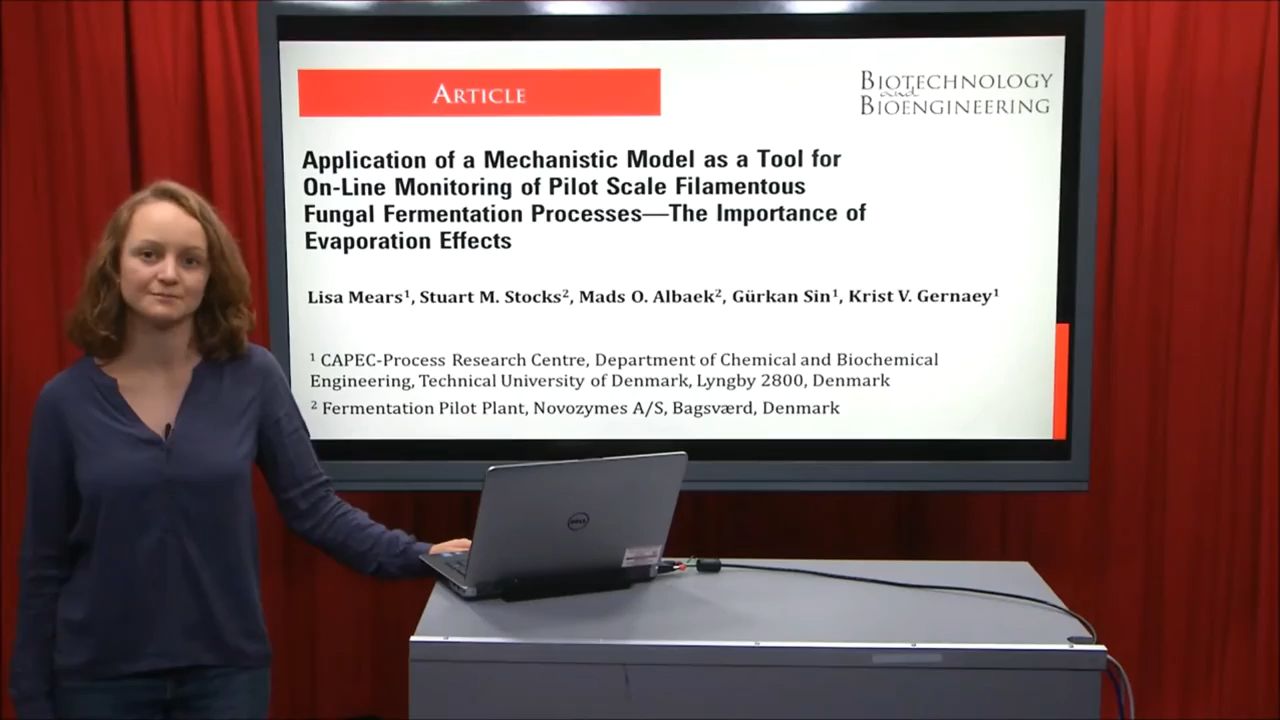 ARTICLE
BIOTECHNOLOGY
and
BIOENGINEERING
Application of a Mechanistic Model as a Tool for
On-Line Monitoring of Pilot Scale Filamentous
Fungal Fermentation Processes—The Importance of
Evaporation Effects
Lisa Mears¹, Stuart M. Stocks², Mads O. Albaek², Gürkan Sin¹, Krist V. Gernaey¹
¹ CAPEC-Process Research Centre, Department of Chemical and Biochemical
Engineering, Technical University of Denmark, Lyngby 2800, Denmark
² Fermentation Pilot Plant, Novozymes A/S, Bagsværd, Denmark
DELL